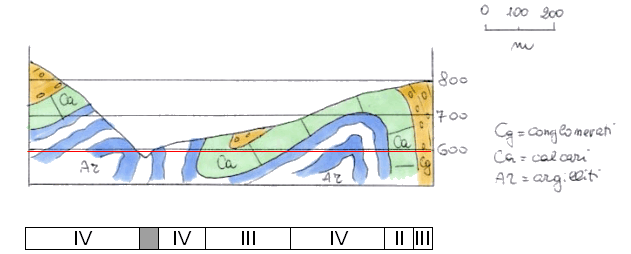 0 100 200
m
800
700
600
Ca
Ar
Ca
Ar
Ca
Cg
Cg = conglomerati
Ca = calcari
Ar = argilliti
IV IV III IV II III